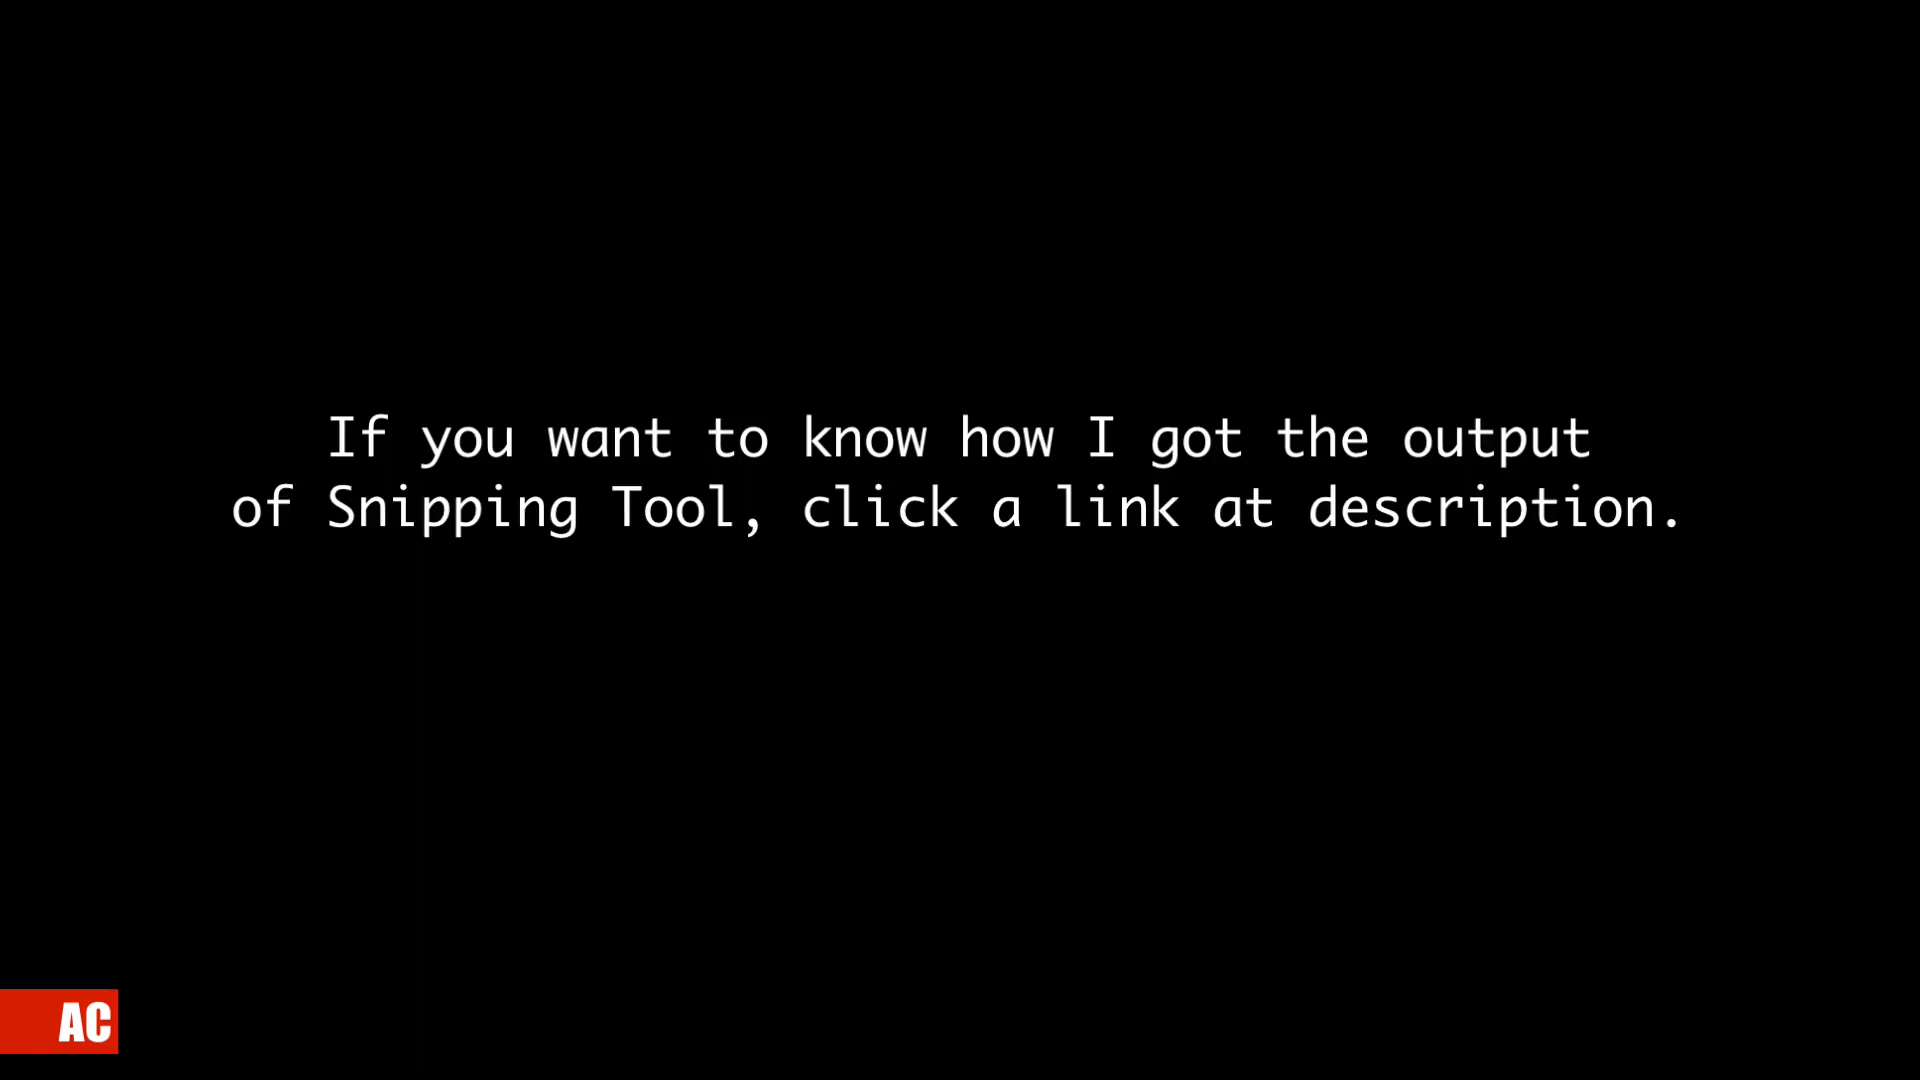 If you want to know how I got the output
of Snipping Tool, click a link at description.
AC